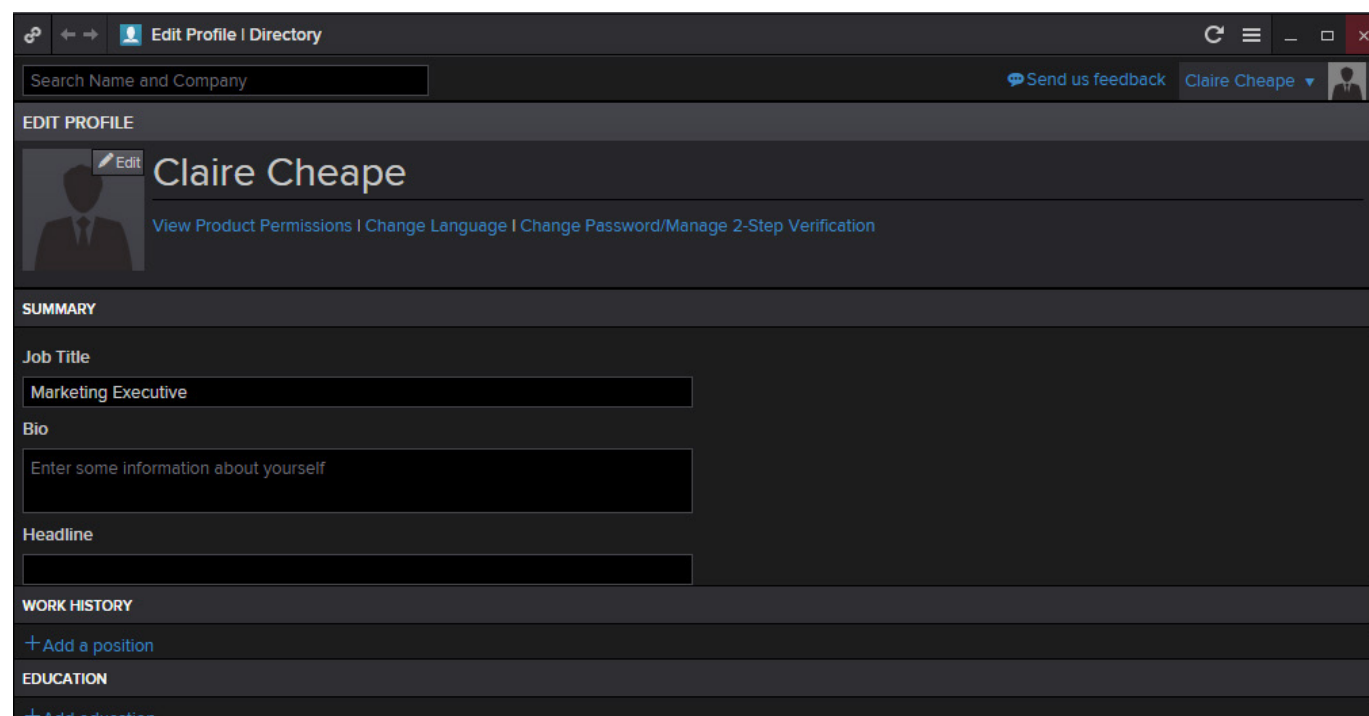 Edit Profile | Directory
Search Name and Company
Send us feedback Claire Cheape
EDIT PROFILE
Edit
Claire Cheape
View Product Permissions | Change Language | Change Password/Manage 2-Step Verification
SUMMARY
Job Title
Marketing Executive
Bio
Enter some information about yourself
Headline
WORK HISTORY
+Add a position
EDUCATION
+Add education